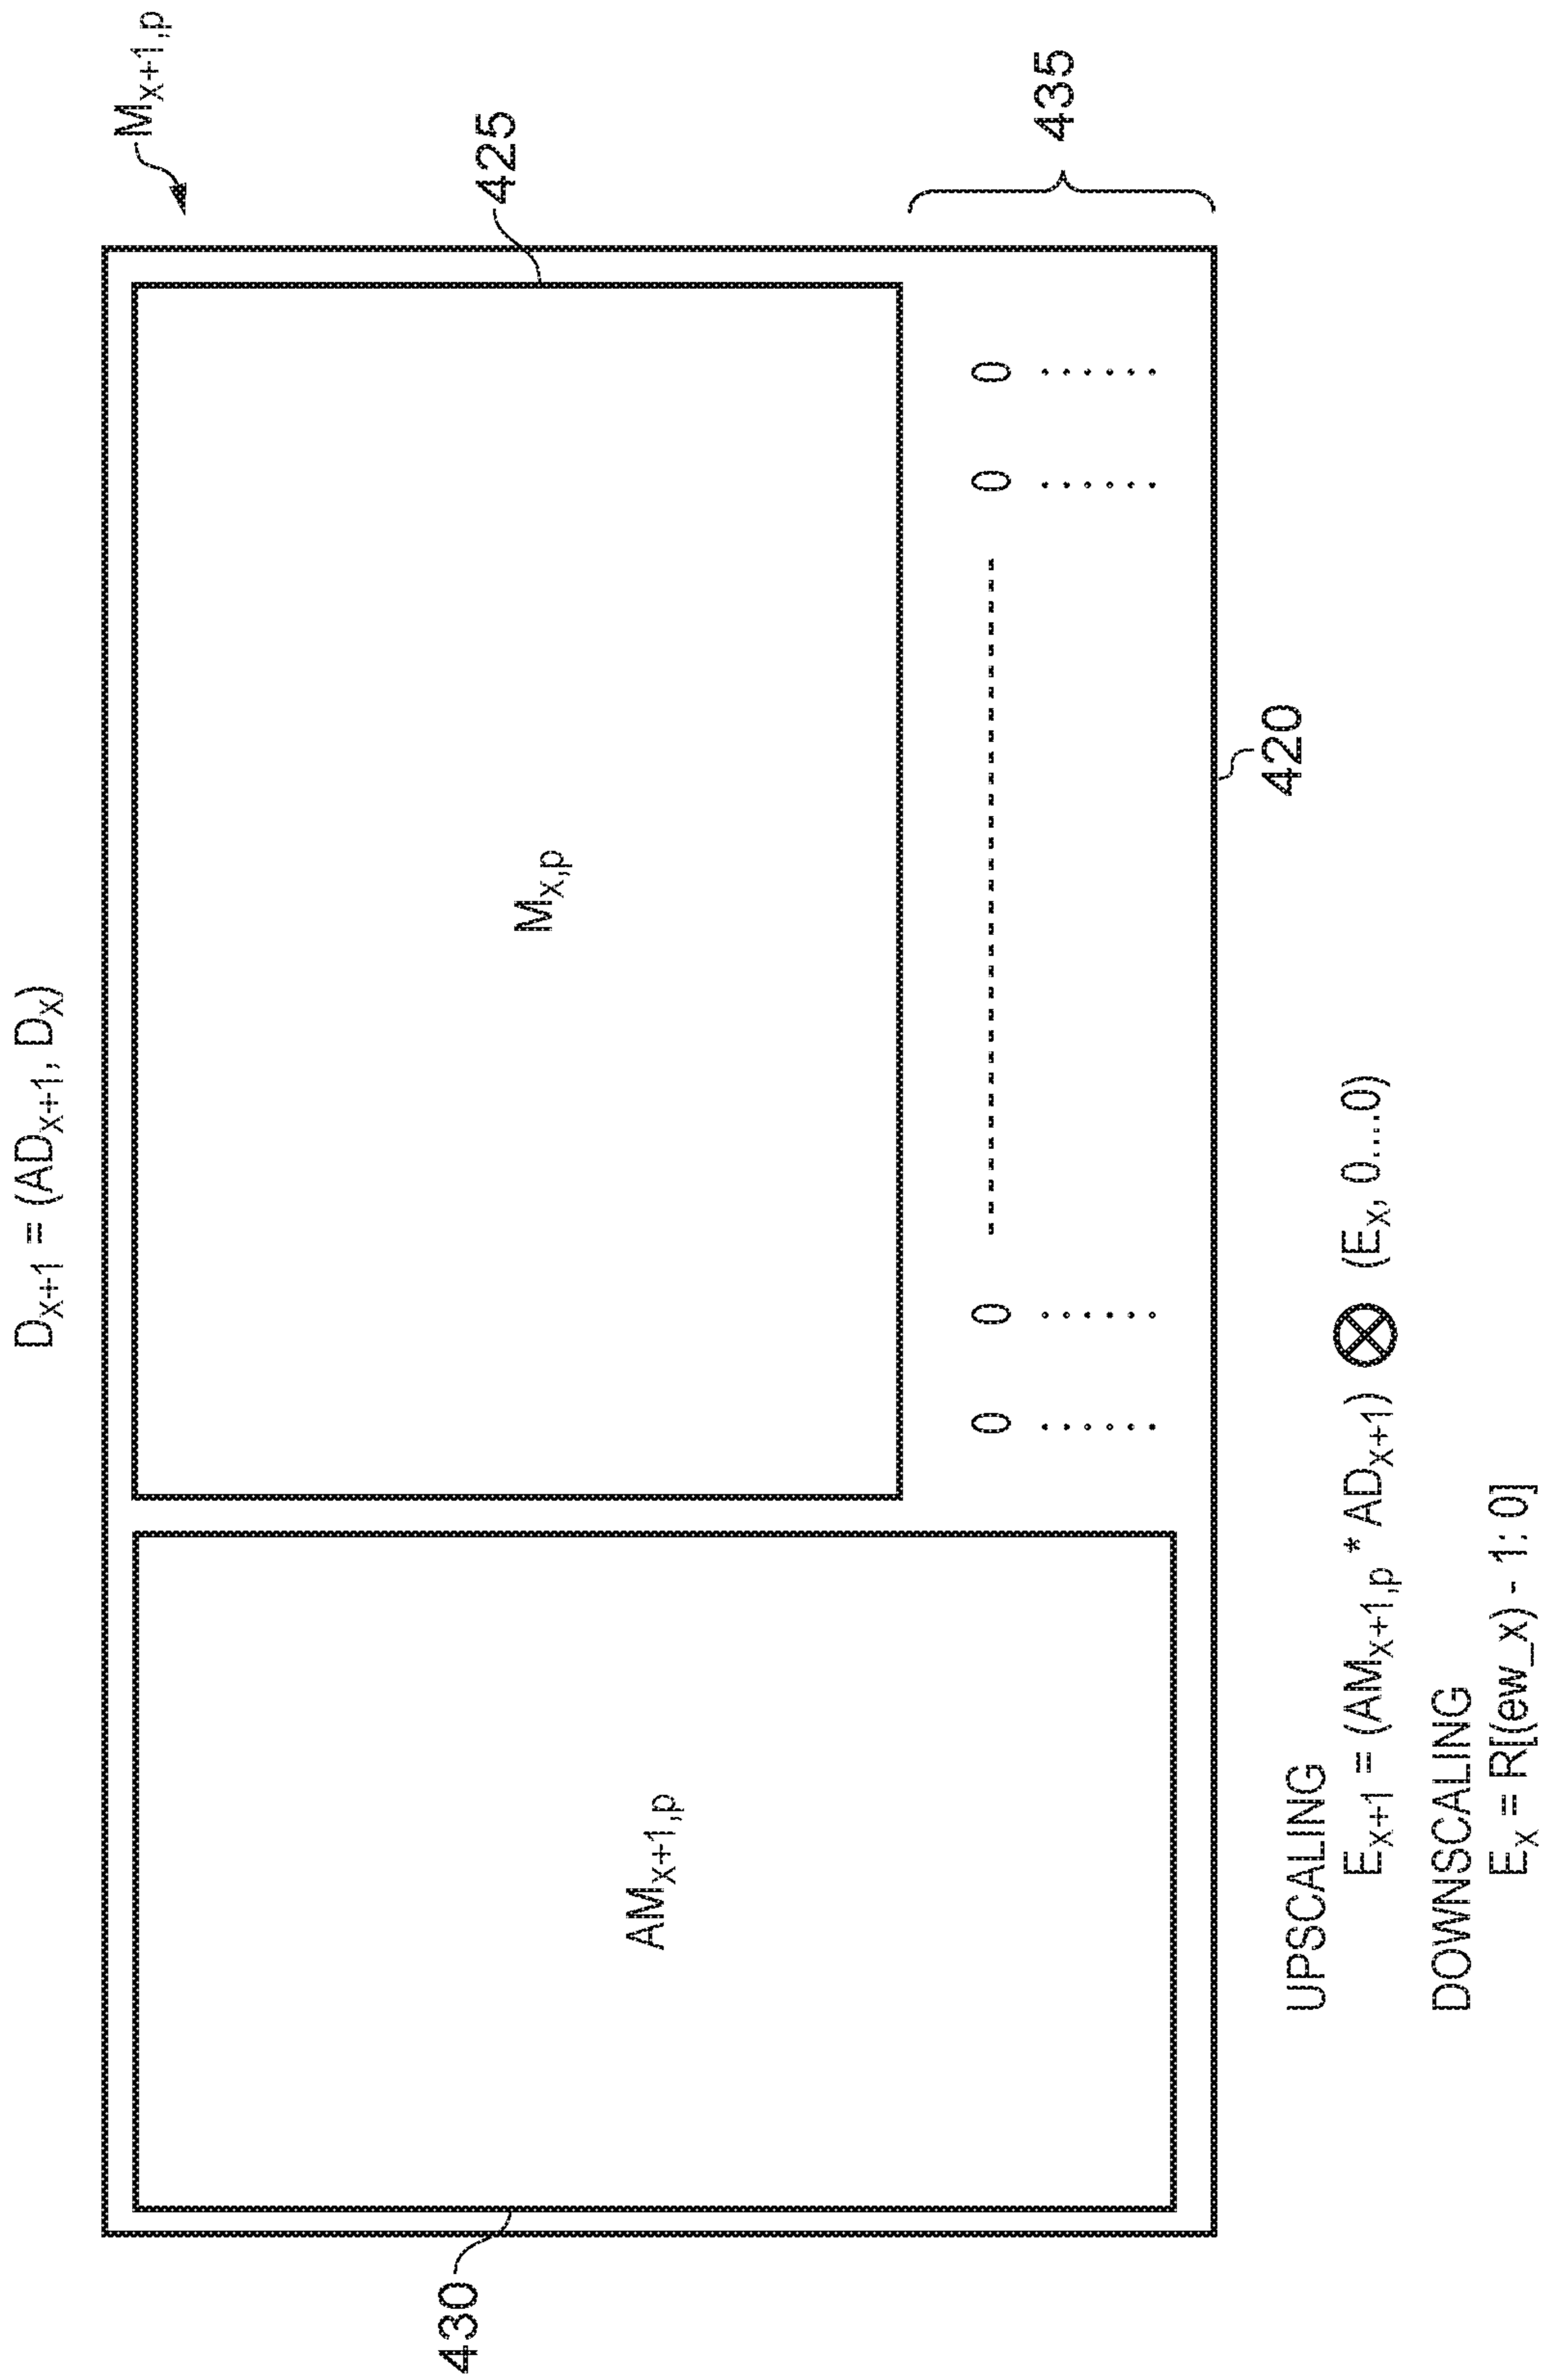 D_{x+1} = (AD_{x+1}, D_x)
M_{x+1,p}
430
AM_{x+1,p}
M_{x,p}
425
0 0 0 0
435
420
UPSCALING
E_{x+1} = (AM_{x+1,p} * AD_{x+1}) ⊗ (E_x, 0....0)
DOWNSCALING
E_x = R[(ew_x) - 1: 0]